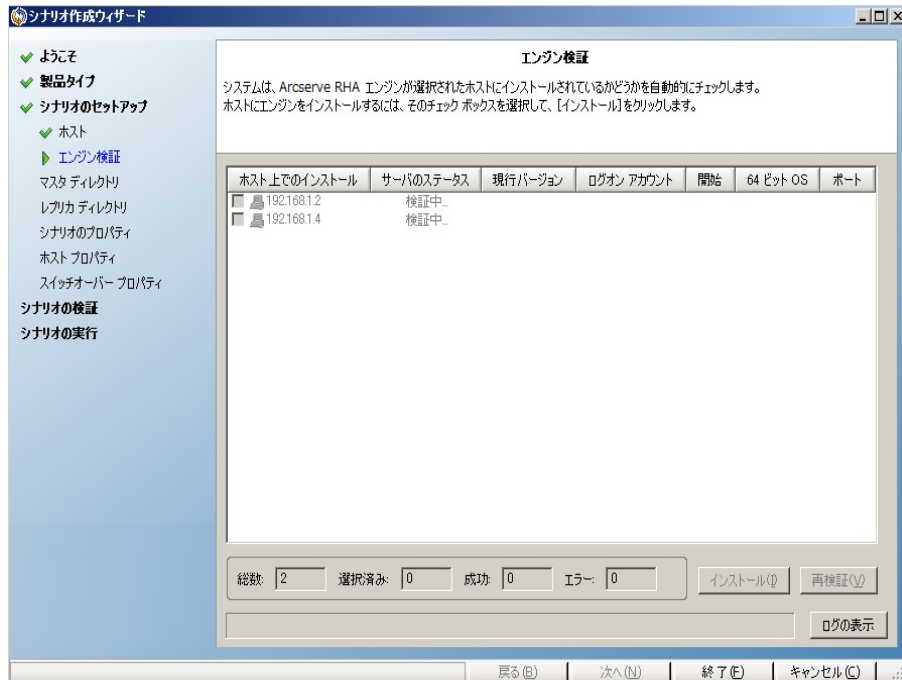 シナリオ作成ウィザード
ようこそ
製品タイプ
シナリオのセットアップ
ホスト
エンジン検証
マスタ ディレクトリ
レプリカ ディレクトリ
シナリオのプロパティ
ホスト プロパティ
スイッチオーバー プロパティ
シナリオの検証
シナリオの実行
エンジン検証
システムは、Arcserve RHA エンジンが選択されたホストにインストールされているかどうかを自動的にチェックします。
ホストにエンジンをインストールするには、そのチェック ボックスを選択して、[インストール]をクリックします。
ホスト上でのインストール サーバのステータス 現行バージョン ログオン アカウント 開始 64 ビット OS ポート
192.168.1.2 検証中...
192.168.1.4 検証中...
総数: 2 選択済み: 0 成功: 0 エラー: 0 インストール(I) 再検証(V)
ログの表示
戻る(B) 次へ(N) 終了(F) キャンセル(C)